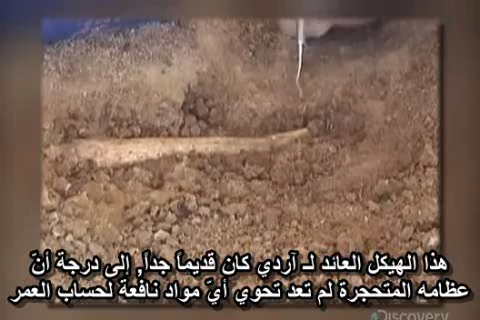 هذا الهيكل العائد لـ آردي كان قديماً جداً, إلى درجة أنّ
عظامه المتحجرة لم تعد تحوي أيّ مواد نافعة لحساب العمر
Discovery